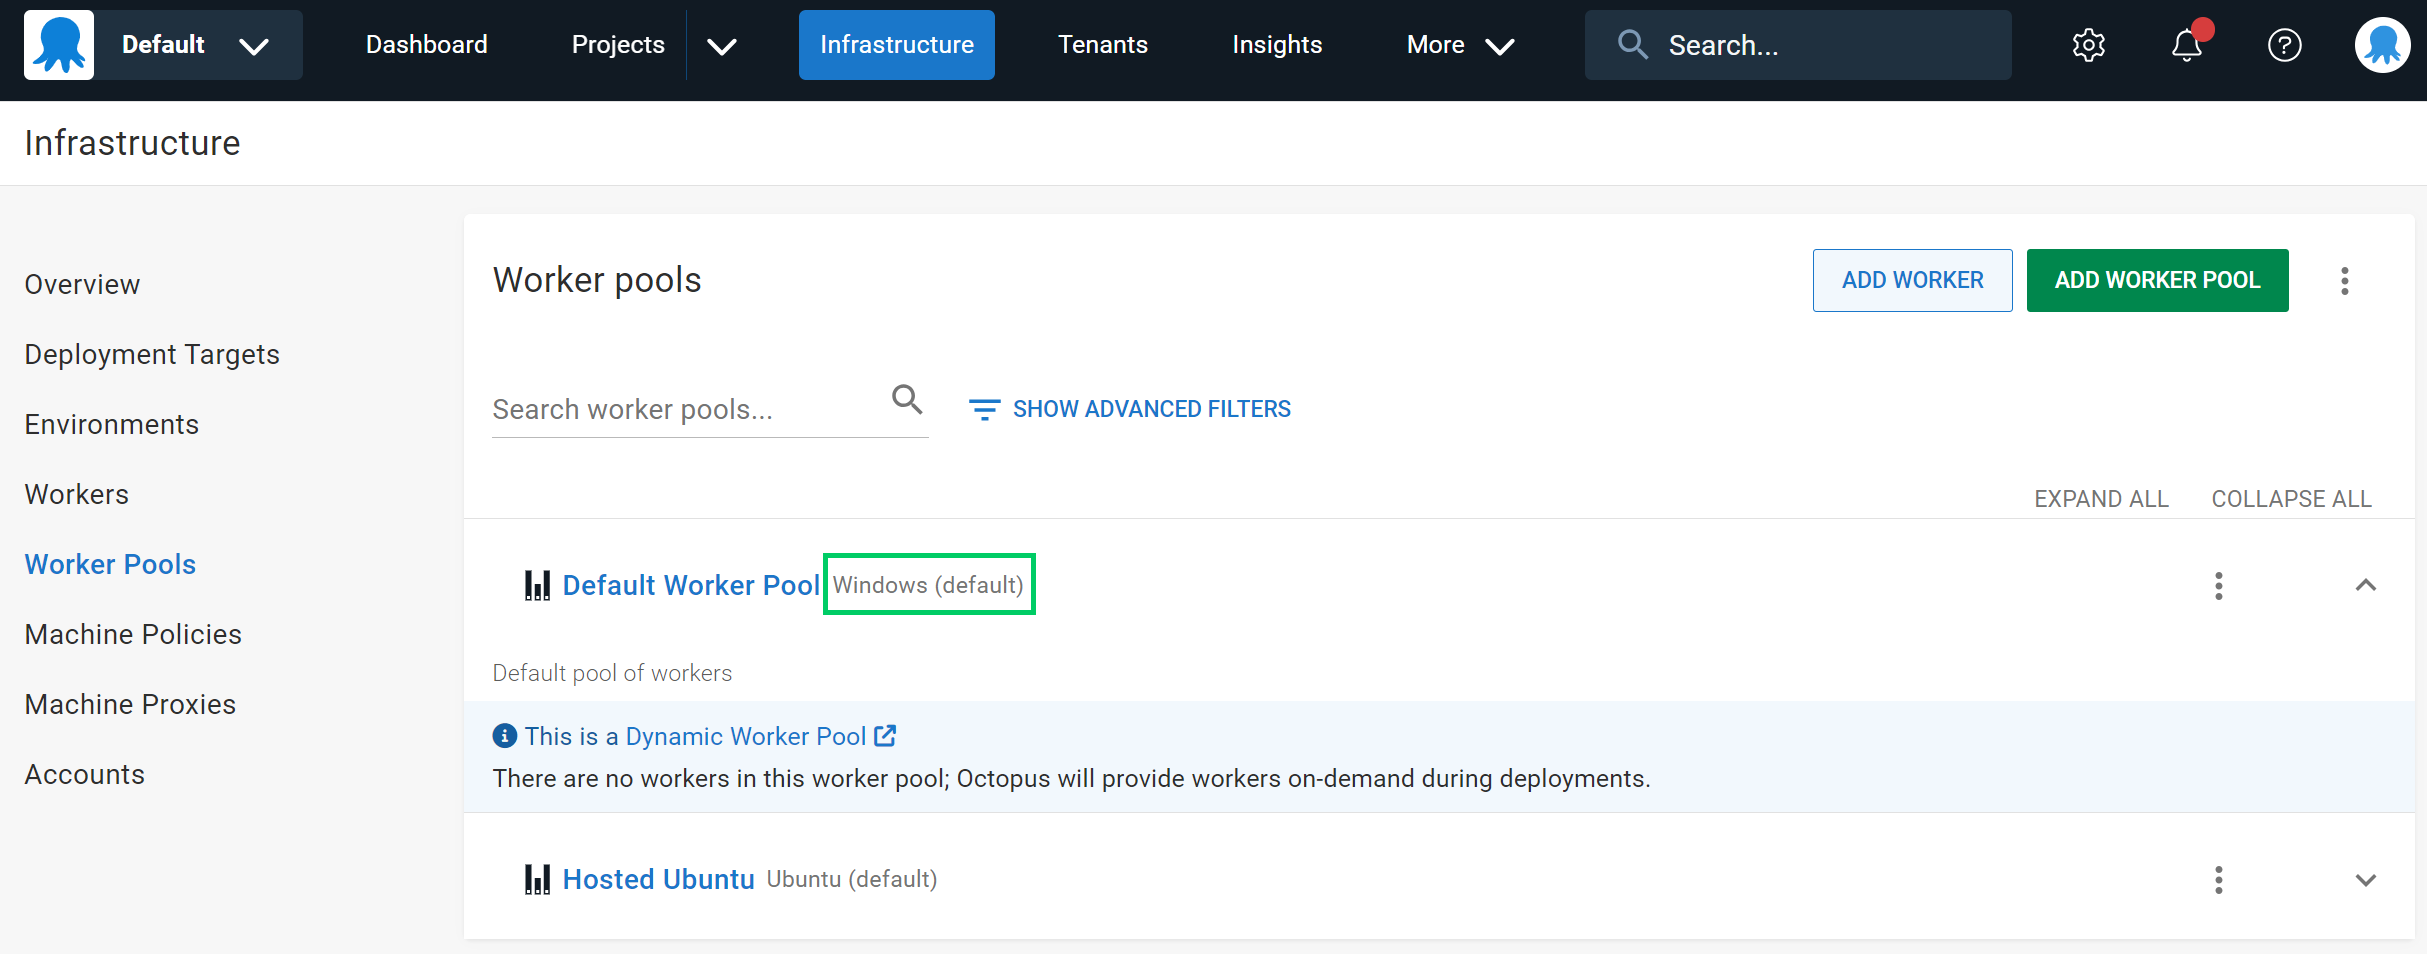 Default
Dashboard
Projects
Infrastructure
Tenants
Insights
More
Search...
Infrastructure
Overview
Deployment Targets
Environments
Workers
Worker Pools
Machine Policies
Machine Proxies
Accounts
Worker pools
ADD WORKER
ADD WORKER POOL
Search worker pools...
SHOW ADVANCED FILTERS
EXPAND ALL
COLLAPSE ALL
Default Worker Pool Windows (default)
Default pool of workers
This is a Dynamic Worker Pool
There are no workers in this worker pool; Octopus will provide workers on-demand during deployments.
Hosted Ubuntu Ubuntu (default)